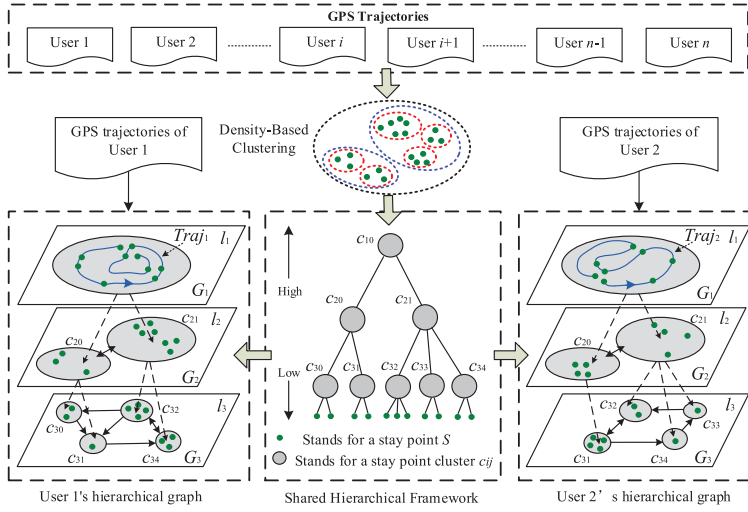 GPS Trajectories
User 1
User 2
User i
User i+1
User n-1
User n
GPS trajectories of
User 1
Density-Based
Clustering
GPS trajectories of
User 2
Traj1
l1
G1
c21
l2
c20
G2
l3
c32
c30
c31
c34
G3
User 1's hierarchical graph
High
Low
c10
c20
c21
c30
c31
c32
c33
c34
Stands for a stay point S
Stands for a stay point cluster cij
Shared Hierarchical Framework
Traj2
l1
G1
c21
l2
c20
G2
l3
c32
c33
c31
c34
G3
User 2's hierarchical graph